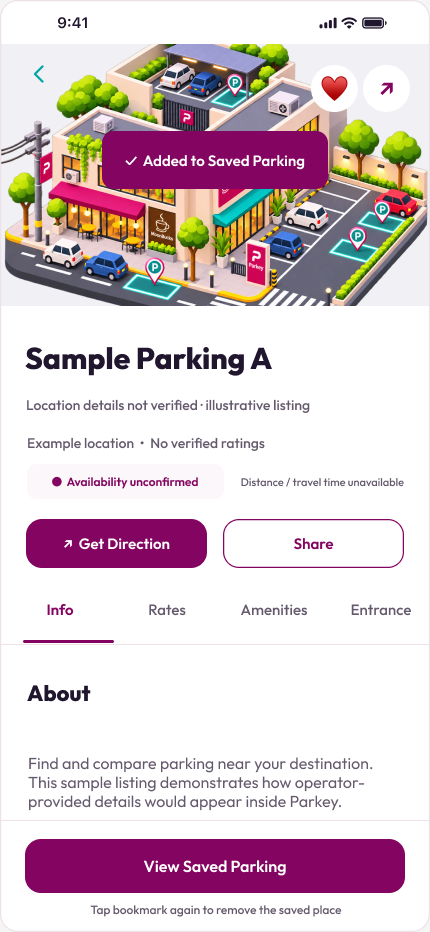 9:41
P
P
✓ Added to Saved Parking
P
P
P
P
Parkey
P
Sample Parking A
Location details not verified · illustrative listing
Example location • No verified ratings
Availability unconfirmed
Distance / travel time unavailable
Get Direction
Share
Info
Rates
Amenities
Entrance
About
Find and compare parking near your destination.
This sample listing demonstrates how operator-
provided details would appear inside Parkey.
View Saved Parking
Tap bookmark again to remove the saved place